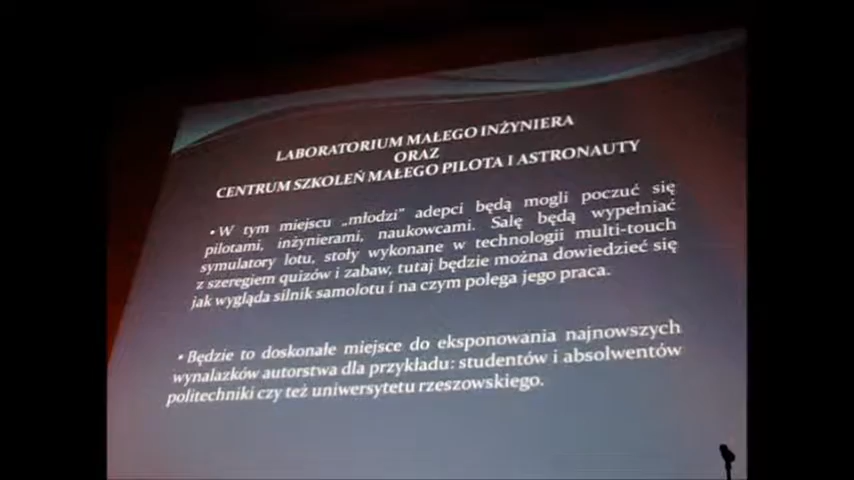 LABORATORIUM MAŁEGO INŻYNIERA
ORAZ
CENTRUM SZKOLEŃ MAŁEGO PILOTA I ASTRONAUTY
•W tym miejscu „młodzi” adepci będą mogli poczuć się
pilotami, inżynierami, naukowcami. Salę będą wypełniać
symulatory lotu, stoły wykonane w technologii multi-touch
z szeregiem quizów i zabaw, tutaj będzie można dowiedzieć się
jak wygląda silnik samolotu i na czym polega jego praca.
•Będzie to doskonałe miejsce do eksponowania najnowszych
wynalazków autorstwa dla przykładu: studentów i absolwentów
politechniki czy też uniwersytetu rzeszowskiego.